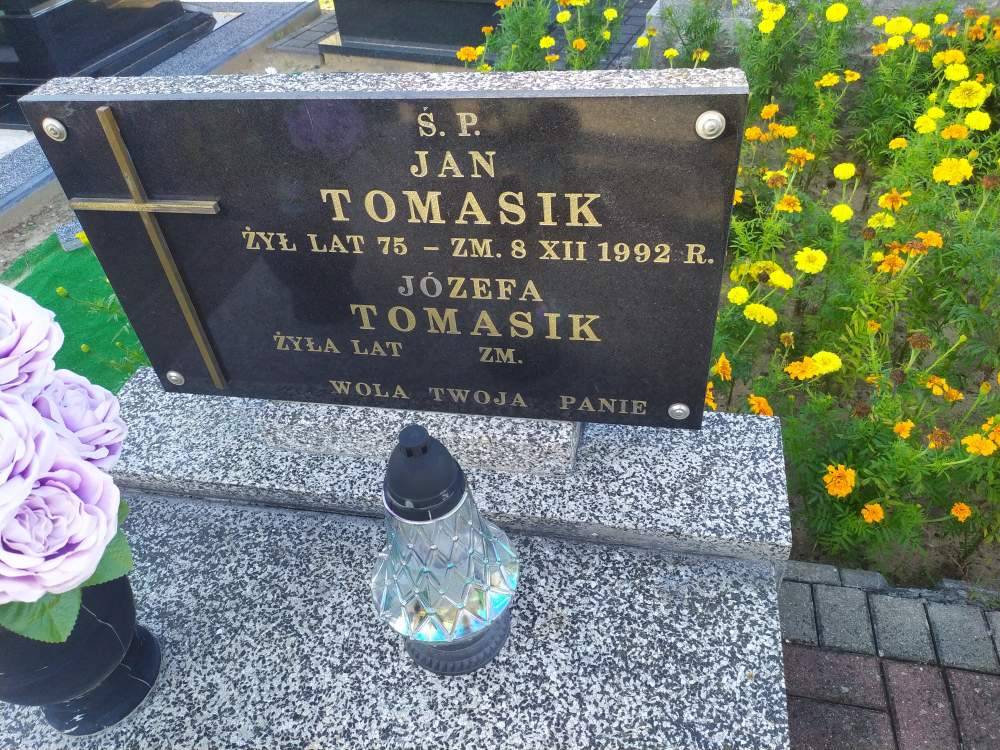 Ś. P.
JAN
TOMASIK
ŻYŁ LAT 75 – ZM. 8 XII 1992 R.
JÓZEFA
TOMASIK
ŻYŁA LAT ZM.
WOLA TWOJA PANIE